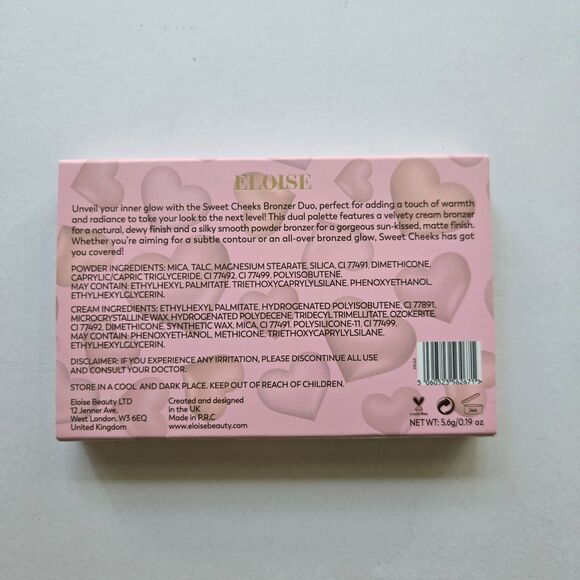 ELOISE
Unveil your inner glow with the Sweet Cheeks Bronzer Duo, perfect for adding a touch of warmth
and radiance to take your look to the next level! This dual palette features a velvety cream bronzer
for a natural, dewy finish and a silky smooth powder bronzer for a gorgeous sun-kissed, matte finish.
Whether you're aiming for a subtle contour or an all-over bronzed glow, Sweet Cheeks has got
you covered!
POWDER INGREDIENTS: MICA, TALC, MAGNESIUM STEARATE, SILICA, CI 77491, DIMETHICONE,
CAPRYLIC/CAPRIC TRIGLYCERIDE, CI 77492, CI 77499, POLYISOBUTENE.
MAY CONTAIN: ETHYLHEXYL PALMITATE, TRIETHOXYCAPRYLYLSILANE, PHENOXYETHANOL,
ETHYLHEXYLGLYCERIN.
CREAM INGREDIENTS: ETHYLHEXYL PALMITATE, HYDROGENATED POLYISOBUTENE, CI 77891,
MICROCRYSTALLINE WAX, HYDROGENATED POLYDECENE, TRIDECYL TRIMELLITATE, OZOKERITE,
CI 77492, DIMETHICONE, SYNTHETIC WAX, MICA, CI 77491, POLYSILICONE-11, CI 77499,
MAY CONTAIN: PHENOXYETHANOL, METHICONE, TRIETHOXYCAPRYLYLSILANE,
ETHYLHEXYLGLYCERIN.
DISCLAIMER: IF YOU EXPERIENCE ANY IRRITATION, PLEASE DISCONTINUE ALL USE
AND CONSULT YOUR DOCTOR.
STORE IN A COOL AND DARK PLACE. KEEP OUT OF REACH OF CHILDREN.
Eloise Beauty LTD
12 Jenner Ave,
West London, W3 6EQ
United Kingdom
Created and designed
in the UK
Made in P.R.C
www.eloisebeauty.com
24M
NET WT: 5.6g/0.19 oz